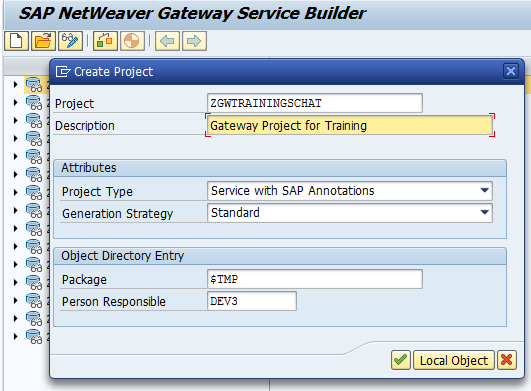 SAP NetWeaver Gateway Service Builder
Create Project
Project ZGWTRAININGSCHAT
Description Gateway Project for Training
Attributes
Project Type Service with SAP Annotations
Generation Strategy Standard
Object Directory Entry
Package $TMP
Person Responsible DEV3
Local Object